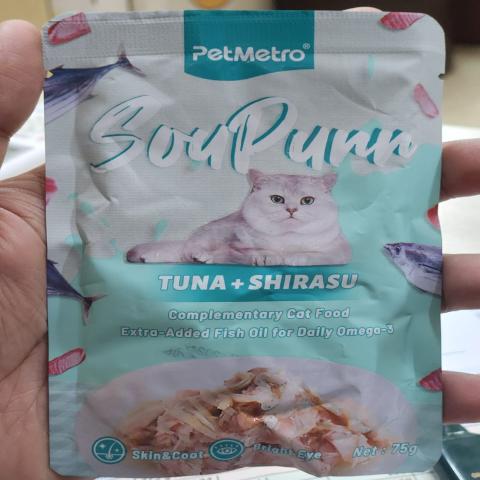 PetMetro®
SouPurrr
TUNA + SHIRASU
Complementary Cat Food
Extra-Added Fish Oil for Daily Omega-3
Skin&Coat
Bright Eye
Net : 75g